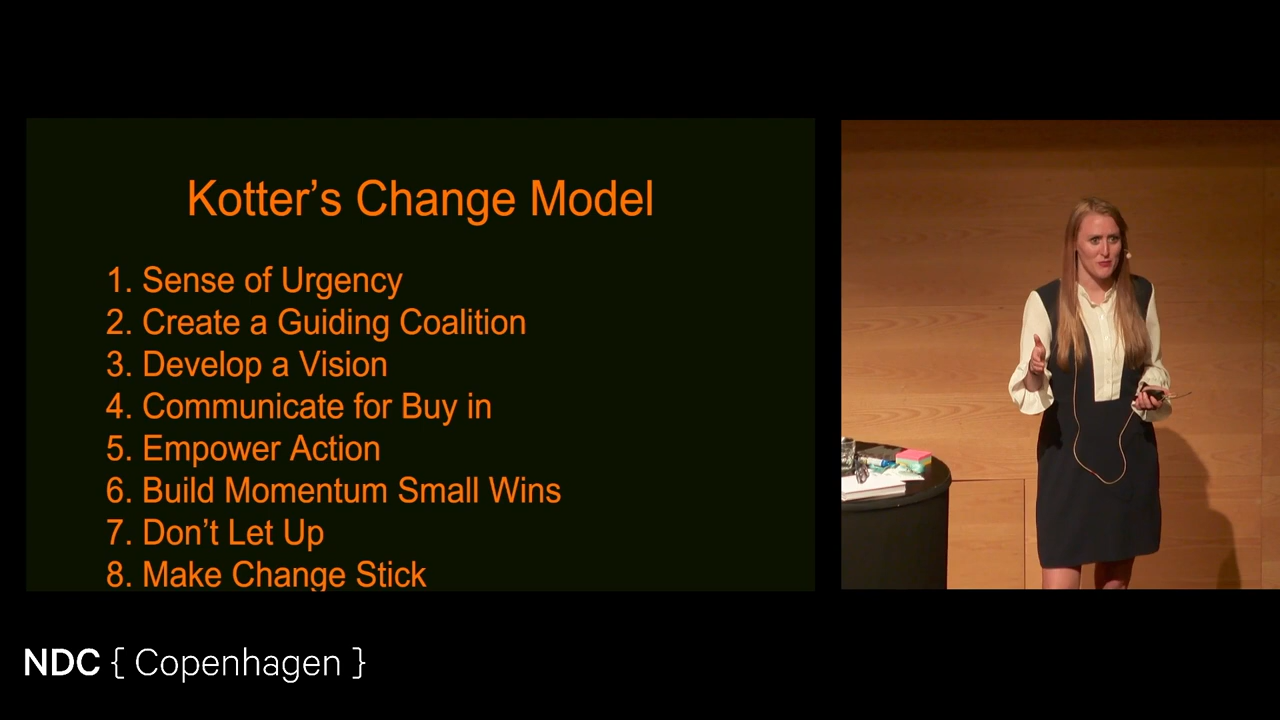 Kotter’s Change Model
1. Sense of Urgency
2. Create a Guiding Coalition
3. Develop a Vision
4. Communicate for Buy in
5. Empower Action
6. Build Momentum Small Wins
7. Don’t Let Up
8. Make Change Stick
NDC { Copenhagen }